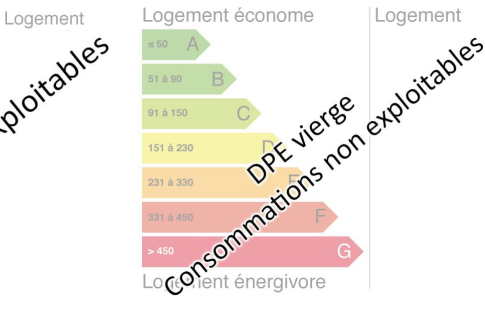 Logement
Logement économe
Logement
≤ 50 A
51 à 90 B
91 à 150 C
151 à 230 D
231 à 330 E
331 à 450 F
> 450 G
Logement énergivore
DPE vierge
Consommations non exploitables